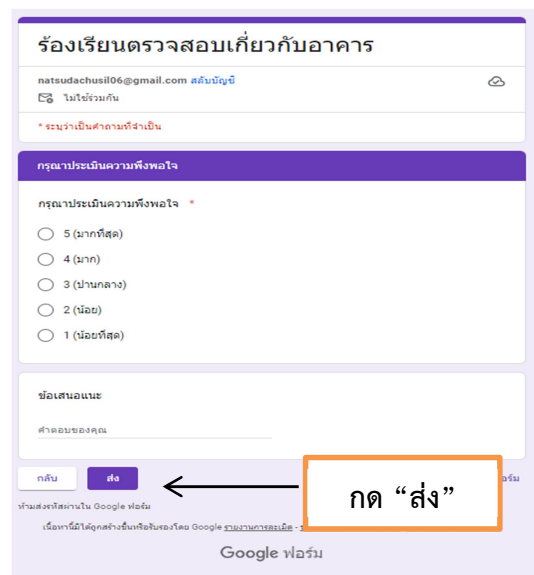 ร้องเรียนตรวจสอบเกี่ยวกับอาคาร
natsudachusil06@gmail.com สลับบัญชี
ไม่ใช่ร่วมกัน
* ระบุว่าเป็นคำถามที่จำเป็น
กรุณาประเมินความพึงพอใจ
กรุณาประเมินความพึงพอใจ *
5 (มากที่สุด)
4 (มาก)
3 (ปานกลาง)
2 (น้อย)
1 (น้อยที่สุด)
ข้อเสนอแนะ
คำตอบของคุณ
กลับ ส่ง
กด “ส่ง”
ห้ามส่งรหัสผ่านใน Google ฟอร์ม
เนื้อหานี้มิได้ถูกสร้างขึ้นหรือรับรองโดย Google รายงานการละเมิด -
Google ฟอร์ม